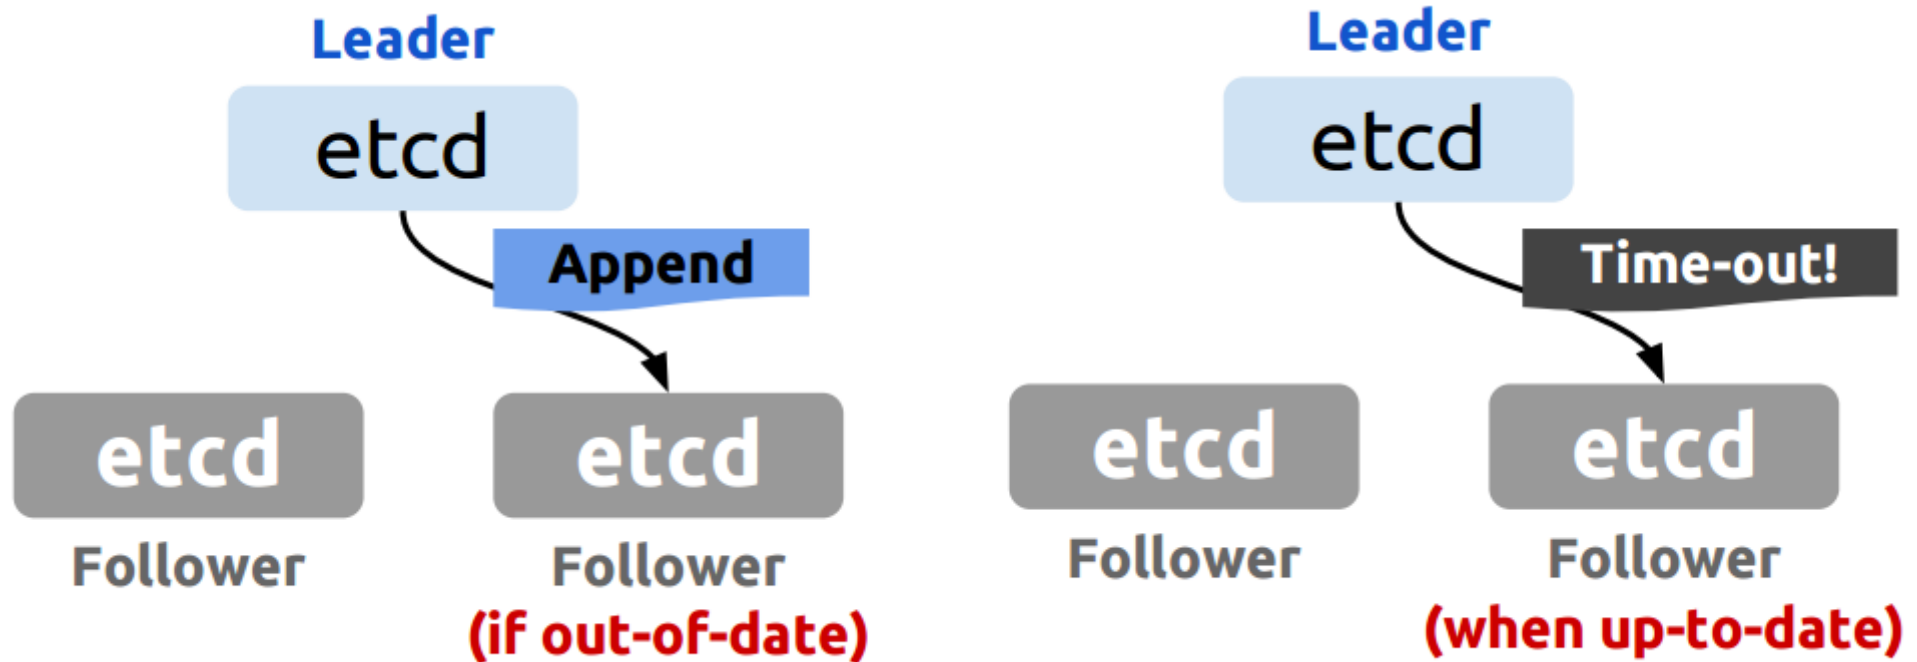 Leader
etcd
Append
etcd
etcd
Follower
Follower
(if out-of-date)
Leader
etcd
Time-out!
etcd
etcd
Follower
Follower
(when up-to-date)